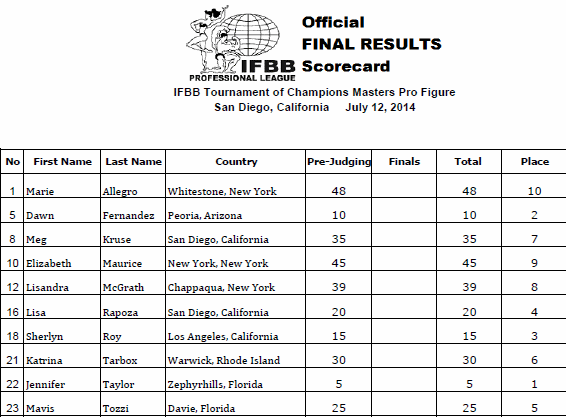 Official
FINAL RESULTS
Scorecard
IFBB
PROFESSIONAL LEAGUE
IFBB Tournament of Champions Masters Pro Figure
San Diego, California July 12, 2014
No First Name Last Name Country Pre-Judging Finals Total Place
1 Marie Allegro Whitestone, New York 48 48 10
5 Dawn Fernandez Peoria, Arizona 10 10 2
8 Meg Kruse San Diego, California 35 35 7
10 Elizabeth Maurice New York, New York 45 45 9
12 Lisandra McGrath Chappaqua, New York 39 39 8
16 Lisa Rapoza San Diego, California 20 20 4
18 Sherlyn Roy Los Angeles, California 15 15 3
21 Katrina Tarbox Warwick, Rhode Island 30 30 6
22 Jennifer Taylor Zephyrhills, Florida 5 5 1
23 Mavis Tozzi Davie, Florida 25 25 5